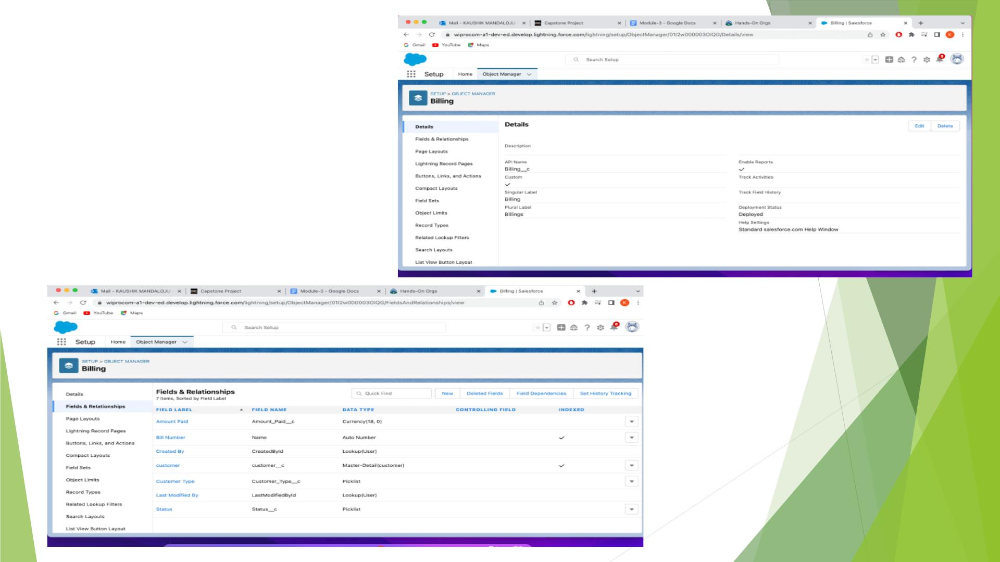 Mail - KAUSHIK MANDALOJU
Capstone Project
Module-3 - Google Docs
Hands-On Orgs
Billing | Salesforce
wiprocom-a1-dev-ed.develop.lightning.force.com/lightning/setup/ObjectManager/01I2w000003OlQG/Details/view
K
Gmail YouTube Maps
Search Setup
8
Setup Home Object Manager
SETUP > OBJECT MANAGER
Billing
Details
Fields & Relationships
Page Layouts
Lightning Record Pages
Buttons, Links, and Actions
Compact Layouts
Field Sets
Object Limits
Record Types
Related Lookup Filters
Search Layouts
List View Button Layout
Details
Edit Delete
Description
API Name
Billing__c
Custom
Singular Label
Billing
Plural Label
Billings
Enable Reports
Track Activities
Track Field History
Deployment Status
Deployed
Help Settings
Standard salesforce.com Help Window
Mail - KAUSHIK MANDALOJU
Capstone Project
Module-3 - Google Docs
Hands-On Orgs
Billing | Salesforce
wiprocom-a1-dev-ed.develop.lightning.force.com/lightning/setup/ObjectManager/01I2w000003OlQG/FieldsAndRelationships/view
K
Gmail YouTube Maps
Search Setup
8
Setup Home Object Manager
SETUP > OBJECT MANAGER
Billing
Details
Fields & Relationships
Page Layouts
Lightning Record Pages
Buttons, Links, and Actions
Compact Layouts
Field Sets
Object Limits
Record Types
Related Lookup Filters
Search Layouts
List View Button Layout
Fields & Relationships
7 Items, Sorted by Field Label
Quick Find New Deleted Fields Field Dependencies Set History Tracking
FIELD LABEL FIELD NAME DATA TYPE CONTROLLING FIELD INDEXED
Amount Paid Amount_Paid__c Currency(18, 0)
Bill Number Name Auto Number
Created By CreatedById Lookup(User)
customer customer__c Master-Detail(customer)
Customer Type Customer_Type__c Picklist
Last Modified By LastModifiedById Lookup(User)
Status Status__c Picklist